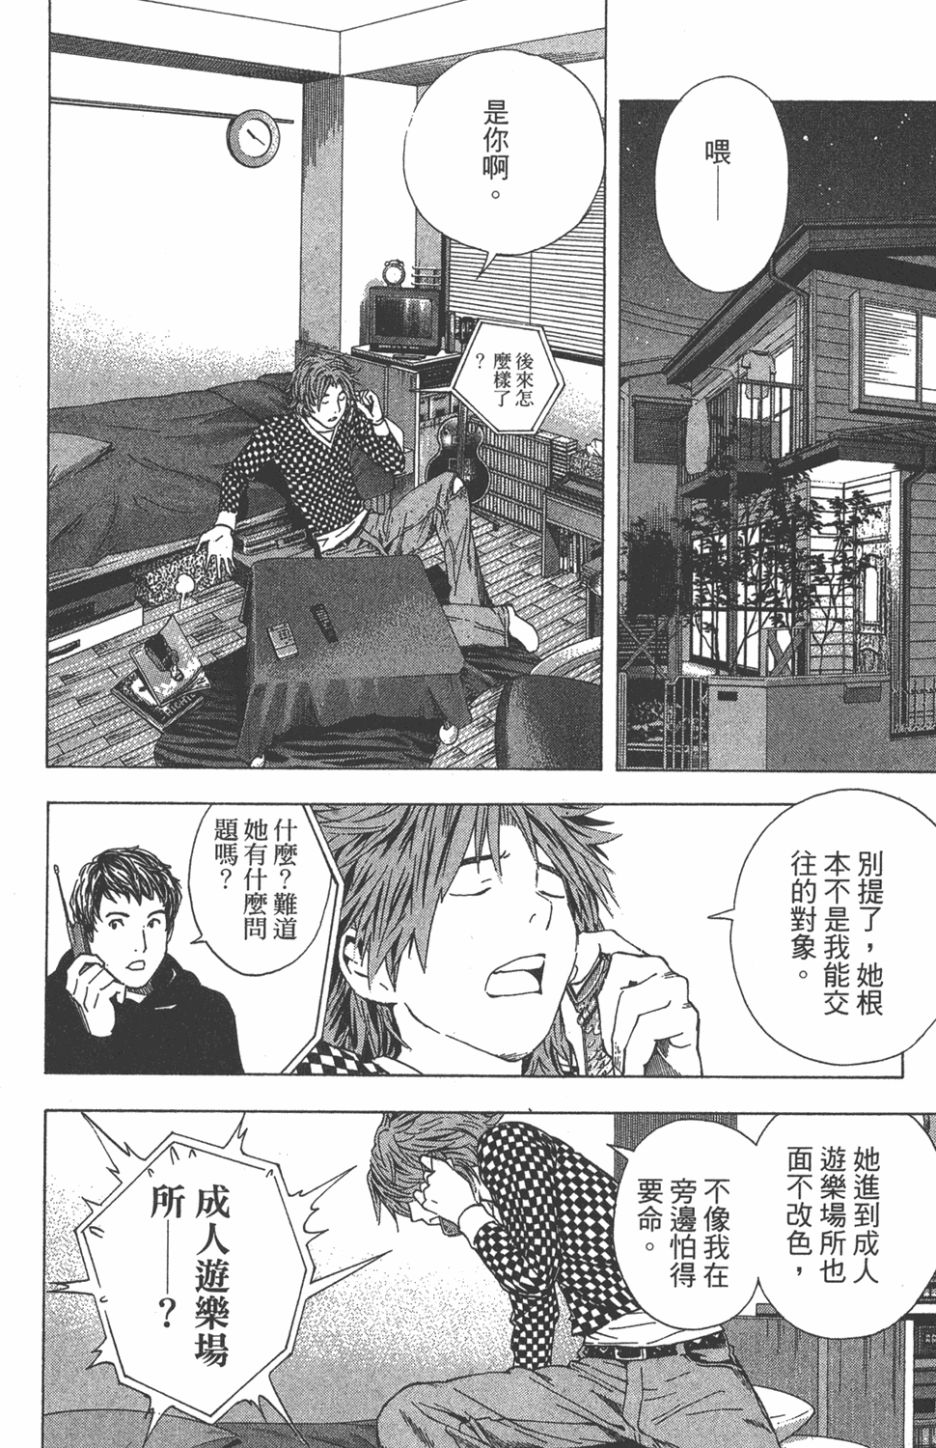 喂——
是你啊。
後來怎
麼樣了
？
別提了，她根
本不是我能交
往的對象。
什麼？難道
她有什麼問
題嗎？
她進到成人
遊樂場所也
面不改色，
不像我在
旁邊怕得
要命。
成人遊樂場
所——？